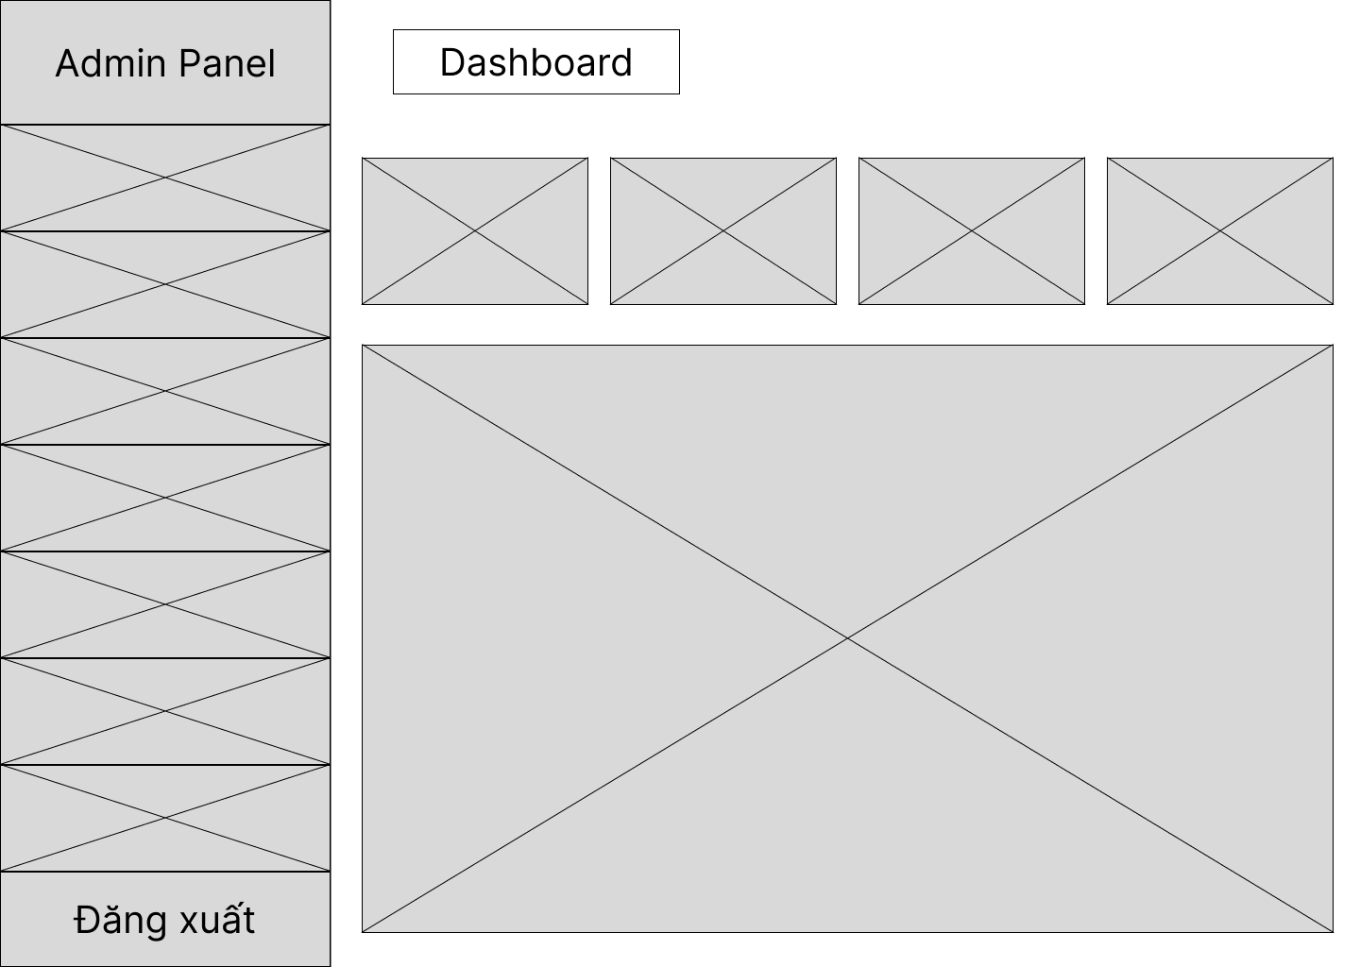 Admin Panel
Dashboard
Đăng xuất